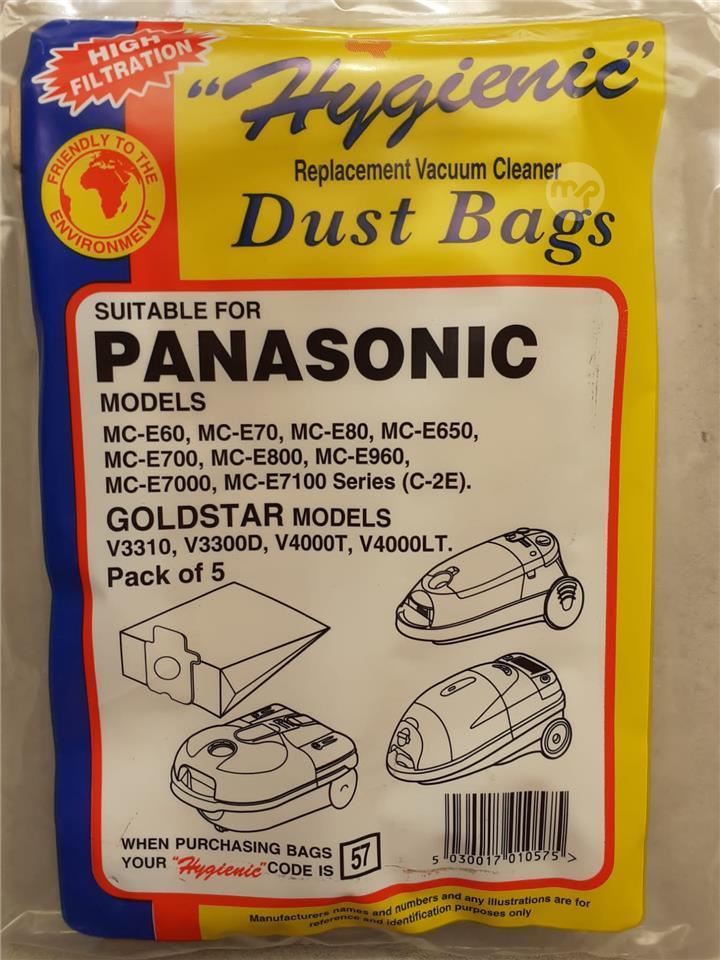 HIGH
FILTRATION
"Hygienic"
FRIENDLY TO THE
ENVIRONMENT
Replacement Vacuum Cleaner
mp
Dust Bags
SUITABLE FOR
PANASONIC
MODELS
MC-E60, MC-E70, MC-E80, MC-E650,
MC-E700, MC-E800, MC-E960,
MC-E7000, MC-E7100 Series (C-2E).
GOLDSTAR MODELS
V3310, V3300D, V4000T, V4000LT.
Pack of 5
WHEN PURCHASING BAGS
YOUR "Hygienic" CODE IS 57
5 030017 010575 >
Manufacturers names and numbers and any illustrations are for
reference and identification purposes only